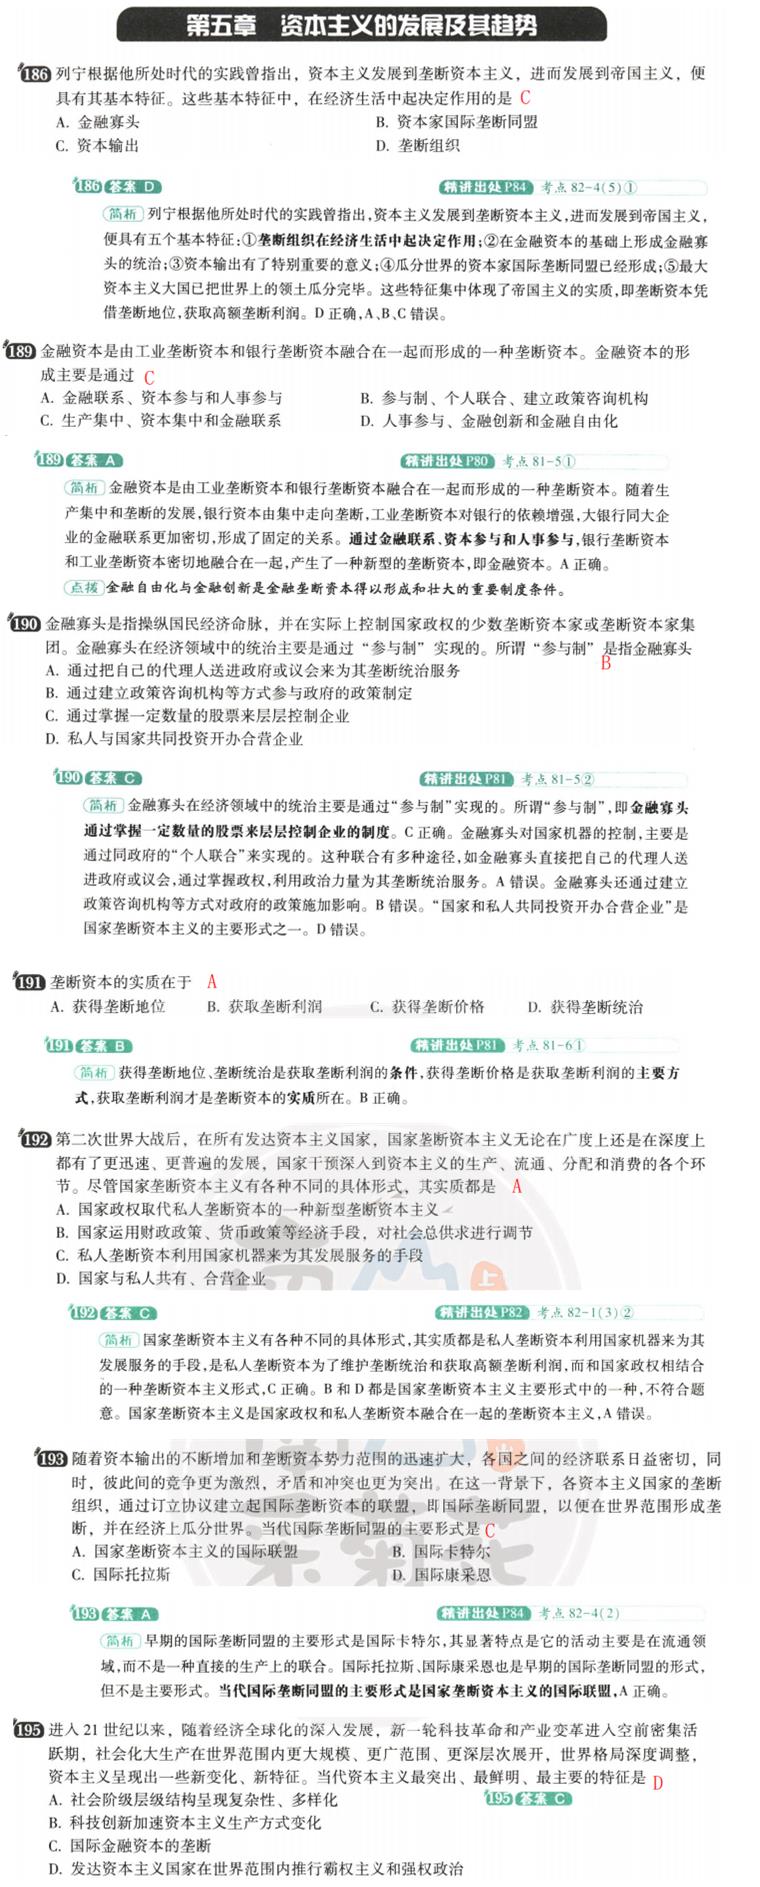 第五章 资本主义的发展及其趋势
186 列宁根据他所处时代的实践曾指出，资本主义发展到垄断资本主义，进而发展到帝国主义，便
具有其基本特征。这些基本特征中，在经济生活中起决定作用的是 C
A. 金融寡头 B. 资本家国际垄断同盟
C. 资本输出 D. 垄断组织
186 答案 D 精讲出处 P84 考点 82-4(5)①
简析 列宁根据他所处时代的实践曾指出,资本主义发展到垄断资本主义,进而发展到帝国主义,
便具有五个基本特征:①垄断组织在经济生活中起决定作用;②在金融资本的基础上形成金融寡
头的统治;③资本输出有了特别重要的意义;④瓜分世界的资本家国际垄断同盟已经形成;⑤最大
资本主义大国已把世界上的领土瓜分完毕。这些特征集中体现了帝国主义的实质,即垄断资本凭
借垄断地位,获取高额垄断利润。D 正确,A、B、C 错误。
189 金融资本是由工业垄断资本和银行垄断资本融合在一起而形成的一种垄断资本。金融资本的形
成主要是通过 C
A. 金融联系、资本参与和人事参与 B. 参与制、个人联合、建立政策咨询机构
C. 生产集中、资本集中和金融联系 D. 人事参与、金融创新和金融自由化
189 答案 A 精讲出处 P80 考点 81-5①
简析 金融资本是由工业垄断资本和银行垄断资本融合在一起而形成的一种垄断资本。随着生
产集中和垄断的发展,银行资本由集中走向垄断,工业垄断资本对银行的依赖增强,大银行同大企
业的金融联系更加密切,形成了固定的关系。通过金融联系、资本参与和人事参与,银行垄断资本
和工业垄断资本密切地融合在一起,产生了一种新型的垄断资本,即金融资本。A 正确。
点拨 金融自由化与金融创新是金融垄断资本得以形成和壮大的重要制度条件。
190 金融寡头是指操纵国民经济命脉，并在实际上控制国家政权的少数垄断资本家或垄断资本家集
团。金融寡头在经济领域中的统治主要是通过“参与制”实现的。所谓“参与制”是指金融寡头
B
A. 通过把自己的代理人送进政府或议会来为其垄断统治服务
B. 通过建立政策咨询机构等方式参与政府的政策制定
C. 通过掌握一定数量的股票来层层控制企业
D. 私人与国家共同投资开办合营企业
190 答案 C 精讲出处 P81 考点 81-5②
简析 金融寡头在经济领域中的统治主要是通过“参与制”实现的。所谓“参与制”,即金融寡头
通过掌握一定数量的股票来层层控制企业的制度。C 正确。金融寡头对国家机器的控制,主要是
通过同政府的“个人联合”来实现的。这种联合有多种途径,如金融寡头直接把自己的代理人送
进政府或议会,通过掌握政权,利用政治力量为其垄断统治服务。A 错误。金融寡头还通过建立
政策咨询机构等方式对政府的政策施加影响。B 错误。“国家和私人共同投资开办合营企业”是
国家垄断资本主义的主要形式之一。D 错误。
191 垄断资本的实质在于 A
A. 获得垄断地位 B. 获取垄断利润 C. 获得垄断价格 D. 获得垄断统治
191 答案 B 精讲出处 P81 考点 81-6①
简析 获得垄断地位、垄断统治是获取垄断利润的条件,获得垄断价格是获取垄断利润的主要方
式,获取垄断利润才是垄断资本的实质所在。B 正确。
192 第二次世界大战后，在所有发达资本主义国家，国家垄断资本主义无论在广度上还是在深度上
都有了更迅速、更普遍的发展，国家干预深入到资本主义的生产、流通、分配和消费的各个环
节。尽管国家垄断资本主义有各种不同的具体形式，其实质都是 A
A. 国家政权取代私人垄断资本的一种新型垄断资本主义
B. 国家运用财政政策、货币政策等经济手段，对社会总供求进行调节
C. 私人垄断资本利用国家机器来为其发展服务的手段
D. 国家与私人共有、合营企业
192 答案 C 精讲出处 P82 考点 82-1(3)②
简析 国家垄断资本主义有各种不同的具体形式,其实质都是私人垄断资本利用国家机器来为其
发展服务的手段,是私人垄断资本为了维护垄断统治和获取高额垄断利润,而和国家政权相结合
的一种垄断资本主义形式,C 正确。B 和 D 都是国家垄断资本主义主要形式中的一种,不符合题
意。国家垄断资本主义是国家政权和私人垄断资本融合在一起的垄断资本主义,A 错误。
193 随着资本输出的不断增加和垄断资本势力范围的迅速扩大，各国之间的经济联系日益密切，同
时，彼此间的竞争更为激烈，矛盾和冲突也更为突出。在这一背景下，各资本主义国家的垄断
组织，通过订立协议建立起国际垄断资本的联盟，即国际垄断同盟，以便在世界范围形成垄
断，并在经济上瓜分世界。当代国际垄断同盟的主要形式是 C
A. 国家垄断资本主义的国际联盟 B. 国际卡特尔
C. 国际托拉斯 D. 国际康采恩
193 答案 A 精讲出处 P84 考点 82-4(2)
简析 早期的国际垄断同盟的主要形式是国际卡特尔,其显著特点是它的活动主要是在流通领
域,而不是一种直接的生产上的联合。国际托拉斯、国际康采恩也是早期的国际垄断同盟的形式,
但不是主要形式。当代国际垄断同盟的主要形式是国家垄断资本主义的国际联盟,A 正确。
195 进入 21 世纪以来，随着经济全球化的深入发展，新一轮科技革命和产业变革进入空前密集活
跃期，社会化大生产在世界范围内更大规模、更广范围、更深层次展开，世界格局深度调整，
资本主义呈现出一些新变化、新特征。当代资本主义最突出、最鲜明、最主要的特征是 D
A. 社会阶级层级结构呈现复杂性、多样化 195 答案 C
B. 科技创新加速资本主义生产方式变化
C. 国际金融资本的垄断
D. 发达资本主义国家在世界范围内推行霸权主义和强权政治